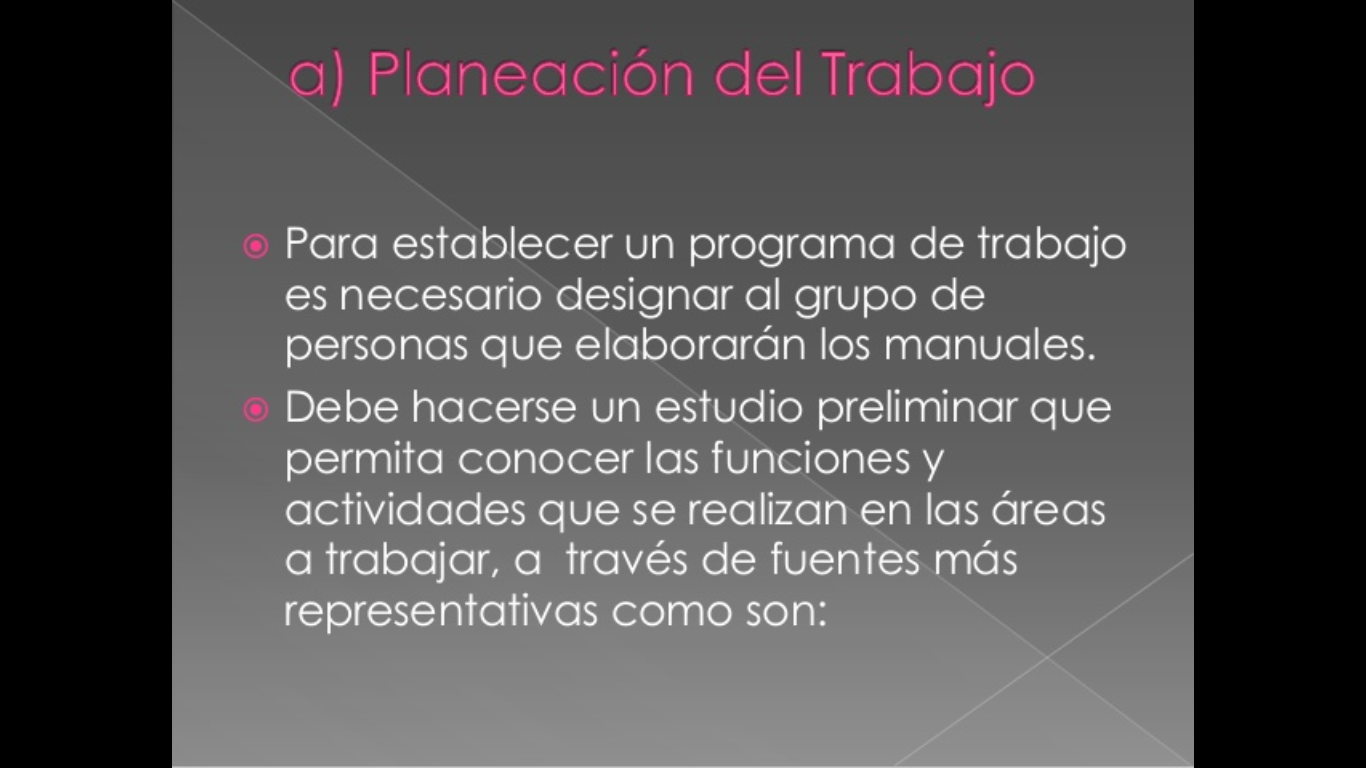 a) Planeación del Trabajo
Para establecer un programa de trabajo
es necesario designar al grupo de
personas que elaborarán los manuales.
Debe hacerse un estudio preliminar que
permita conocer las funciones y
actividades que se realizan en las áreas
a trabajar, a  través de fuentes más
representativas como son: